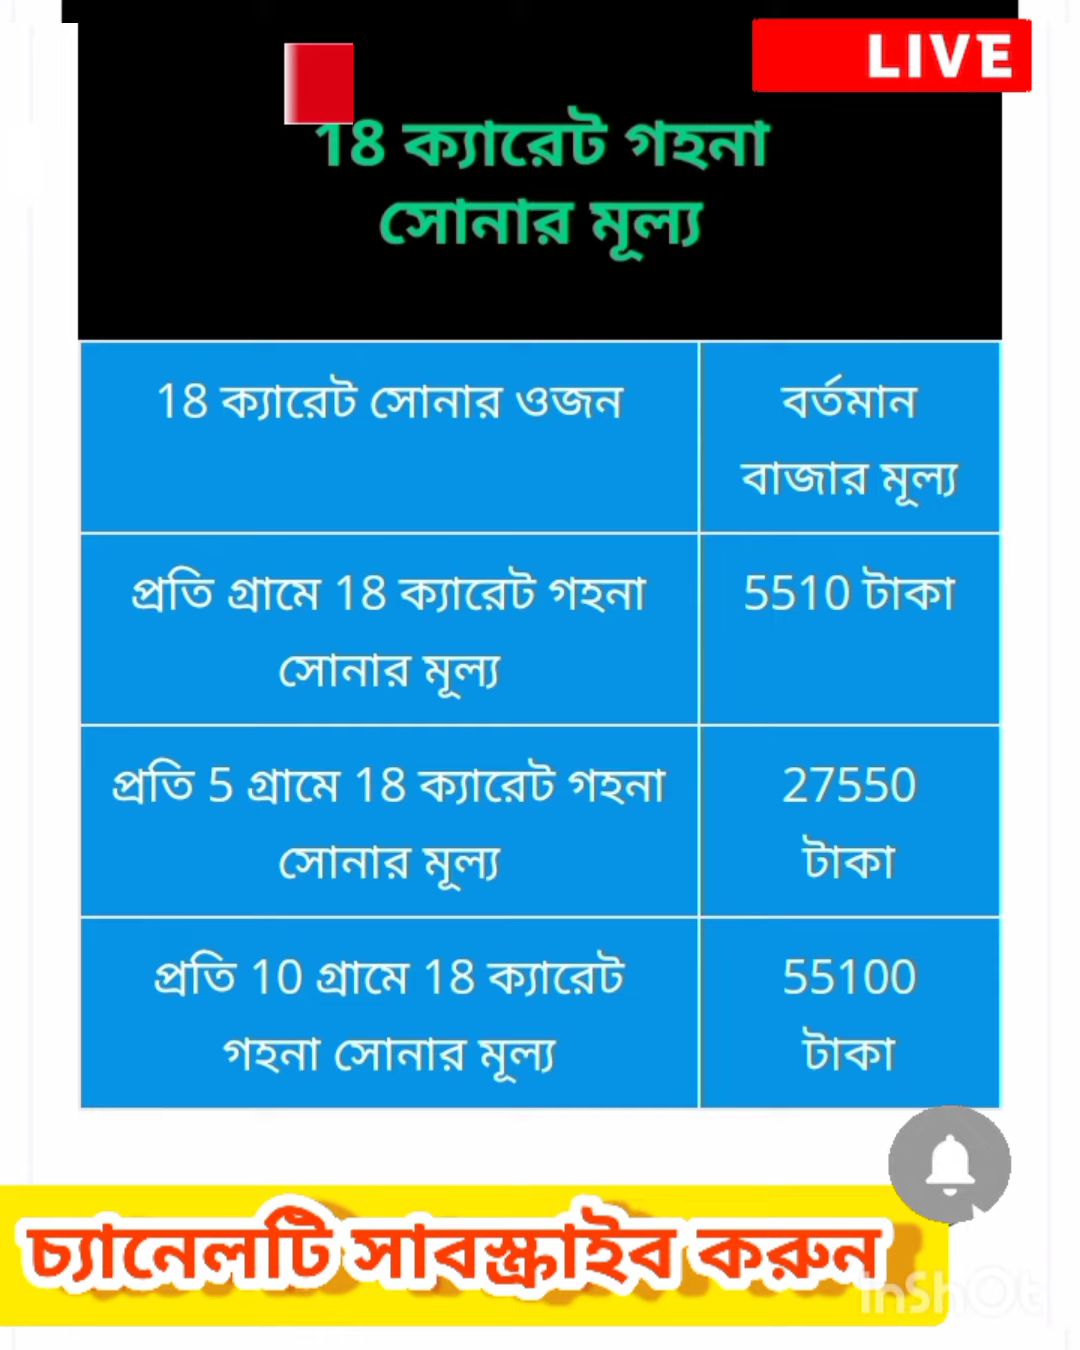 LIVE
18 ক্যারেট গহনা
সোনার মূল্য
18 ক্যারেট সোনার ওজন
বর্তমান
বাজার মূল্য
প্রতি গ্রামে 18 ক্যারেট গহনা
সোনার মূল্য
5510 টাকা
প্রতি 5 গ্রামে 18 ক্যারেট গহনা
সোনার মূল্য
27550
টাকা
প্রতি 10 গ্রামে 18 ক্যারেট
গহনা সোনার মূল্য
55100
টাকা
চ্যানেলটি সাবস্ক্রাইব করুন
InShOt